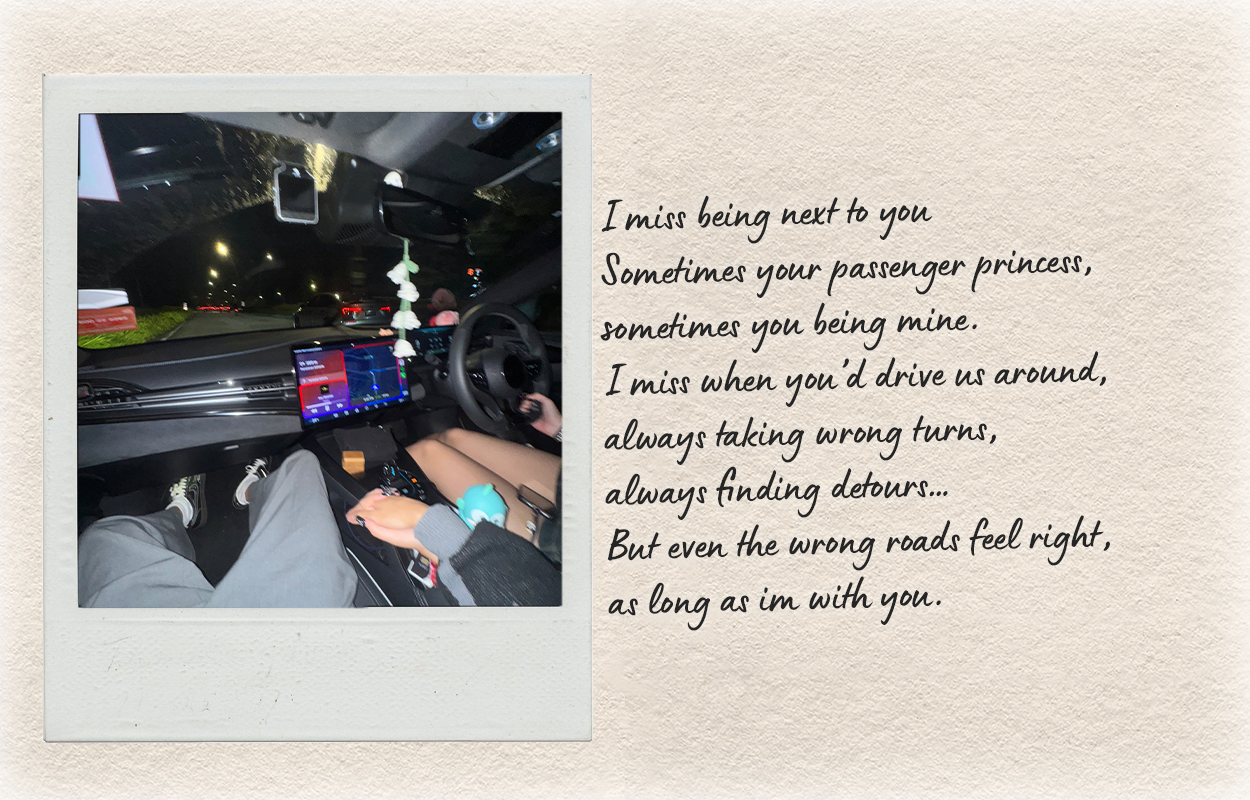 I miss being next to you
Sometimes your passenger princess,
sometimes you being mine.
I miss when you'd drive us around,
always taking wrong turns,
always finding detours...
But even the wrong roads feel right,
as long as im with you.